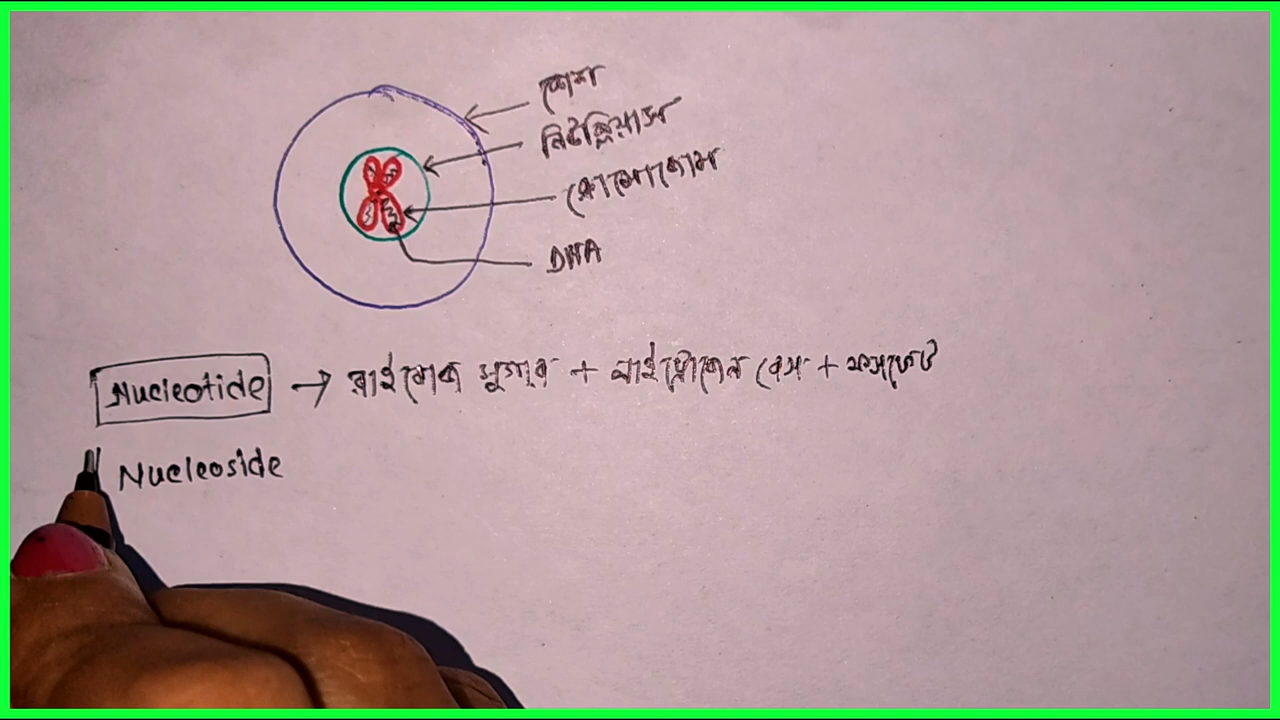 কোশ
নিউক্লিয়াস
ক্রোমোজোম
DNA
Nucleotide → রাইবোজ সুগার + নাইট্রোজেন বেস + ফসফেট
Nucleoside